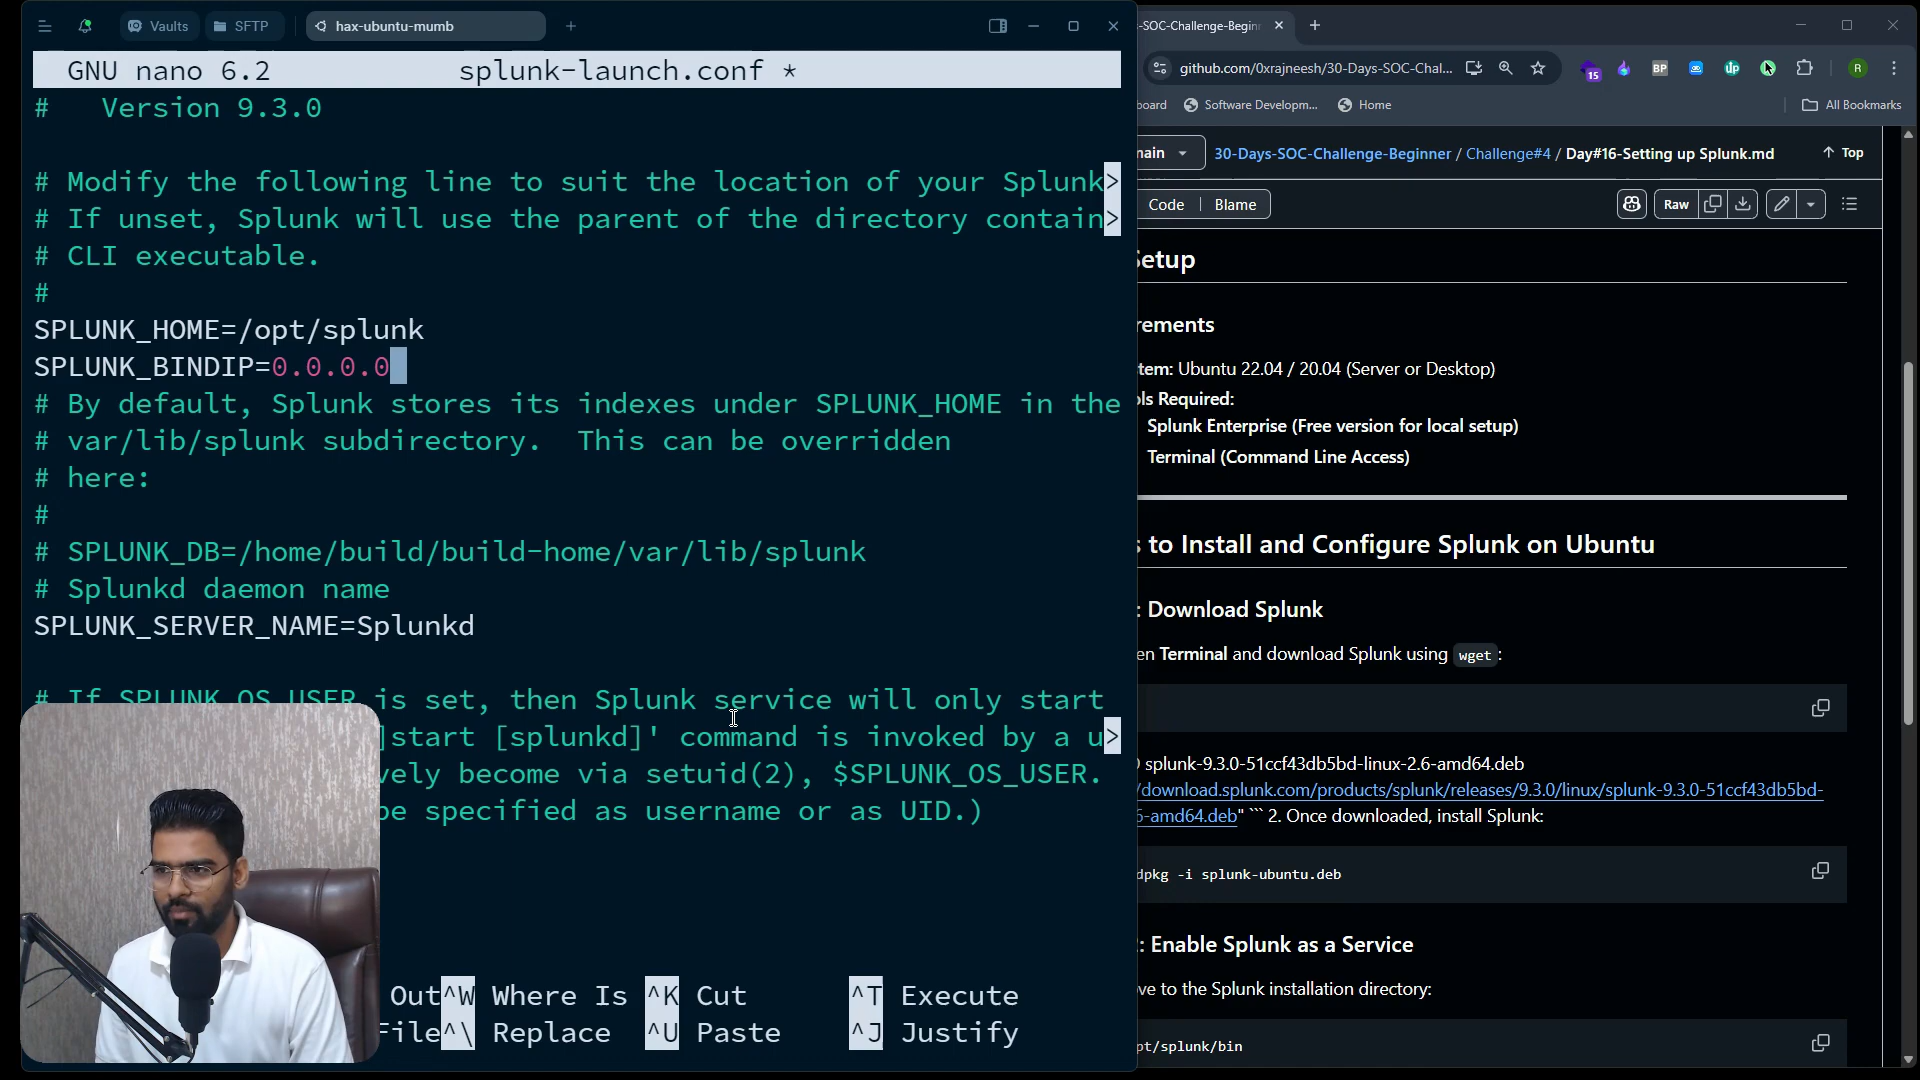 Vaults
SFTP
hax-ubuntu-mumb
GNU nano 6.2 splunk-launch.conf *
# Version 9.3.0
# Modify the following line to suit the location of your Splunk>
# If unset, Splunk will use the parent of the directory contain>
# CLI executable.
#
SPLUNK_HOME=/opt/splunk
SPLUNK_BINDIP=0.0.0.0
# By default, Splunk stores its indexes under SPLUNK_HOME in the
# var/lib/splunk subdirectory. This can be overridden
# here:
#
# SPLUNK_DB=/home/build/build-home/var/lib/splunk
# Splunkd daemon name
SPLUNK_SERVER_NAME=Splunkd
# If SPLUNK_OS_USER is set, then Splunk service will only start
]start [splunkd]' command is invoked by a u>
vely become via setuid(2), $SPLUNK_OS_USER.
be specified as username or as UID.)
Out ^W Where Is ^K Cut ^T Execute
File ^\ Replace ^U Paste ^J Justify
-SOC-Challenge-Begin
github.com/0xrajneesh/30-Days-SOC-Chal...
15
BP
up
R
board
Software Developm...
Home
All Bookmarks
main
30-Days-SOC-Challenge-Beginner / Challenge#4 / Day#16-Setting up Splunk.md
Top
Code
Blame
Raw
Setup
rements
tem: Ubuntu 22.04 / 20.04 (Server or Desktop)
ls Required:
Splunk Enterprise (Free version for local setup)
Terminal (Command Line Access)
s to Install and Configure Splunk on Ubuntu
: Download Splunk
en Terminal and download Splunk using wget:
O splunk-9.3.0-51ccf43db5bd-linux-2.6-amd64.deb
/download.splunk.com/products/splunk/releases/9.3.0/linux/splunk-9.3.0-51ccf43db5bd-
6-amd64.deb" ``` 2. Once downloaded, install Splunk:
dpkg -i splunk-ubuntu.deb
: Enable Splunk as a Service
ve to the Splunk installation directory:
pt/splunk/bin